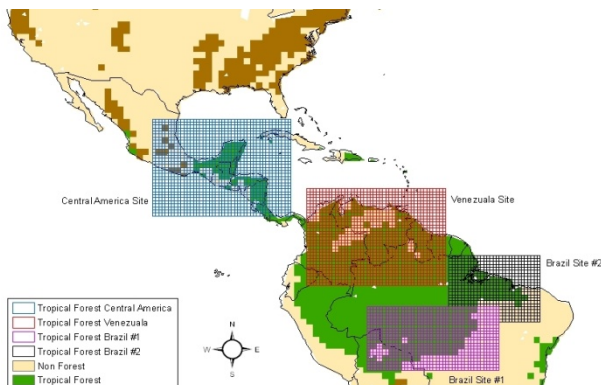 Central America Site
Venezuala Site
Brazil Site #2
Brazil Site #1
Tropical Forest Central America
Tropical Forest Venezuala
Tropical Forest Brazil #1
Tropical Forest Brazil #2
Non Forest
Tropical Forest
N
W
E
S